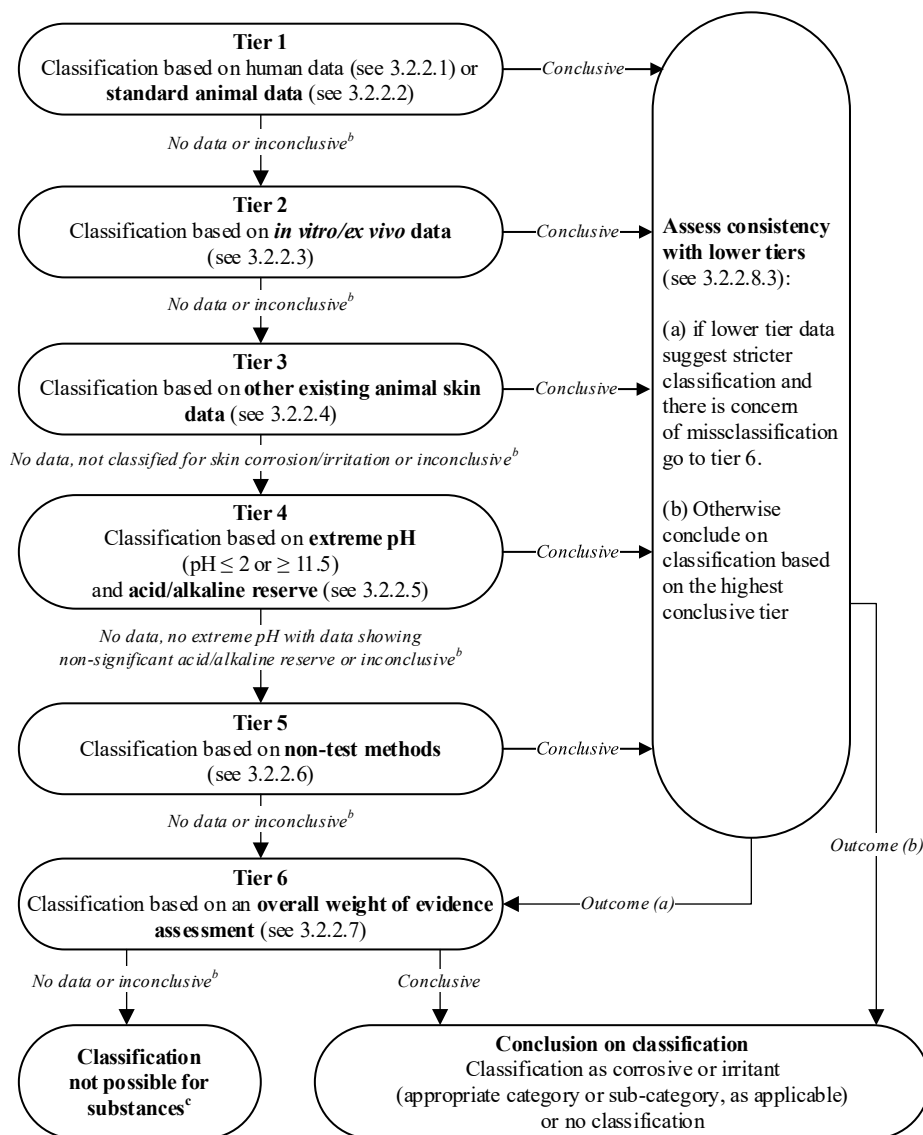 Tier 1
Classification based on human data (see 3.2.2.1) or
standard animal data (see 3.2.2.2)
Conclusive
No data or inconclusiveᵇ
Tier 2
Classification based on in vitro/ex vivo data
(see 3.2.2.3)
Conclusive
No data or inconclusiveᵇ
Tier 3
Classification based on other existing animal skin
data (see 3.2.2.4)
Conclusive
No data, not classified for skin corrosion/irritation or inconclusiveᵇ
Tier 4
Classification based on extreme pH
(pH ≤ 2 or ≥ 11.5)
and acid/alkaline reserve (see 3.2.2.5)
Conclusive
No data, no extreme pH with data showing
non-significant acid/alkaline reserve or inconclusiveᵇ
Tier 5
Classification based on non-test methods
(see 3.2.2.6)
Conclusive
No data or inconclusiveᵇ
Assess consistency
with lower tiers
(see 3.2.2.8.3):
(a) if lower tier data
suggest stricter
classification and
there is concern
of missclassification
go to tier 6.
(b) Otherwise
conclude on
classification based
on the highest
conclusive tier
Outcome (b)
Outcome (a)
Tier 6
Classification based on an overall weight of evidence
assessment (see 3.2.2.7)
No data or inconclusiveᵇ
Conclusive
Classification
not possible for
substancesᶜ
Conclusion on classification
Classification as corrosive or irritant
(appropriate category or sub-category, as applicable)
or no classification